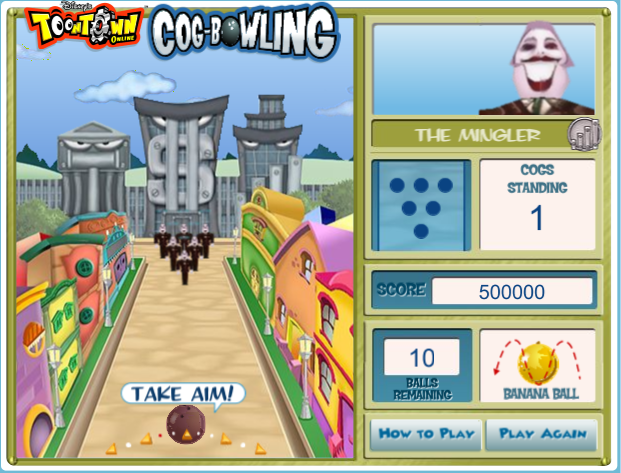 Disney's
TOONTOWN
ONLINE
COG-BOWLING
THE MINGLER
COGS
STANDING
1
SCORE
500000
10
BALLS
REMAINING
BANANA BALL
TAKE AIM!
HOW TO PLAY
PLAY AGAIN